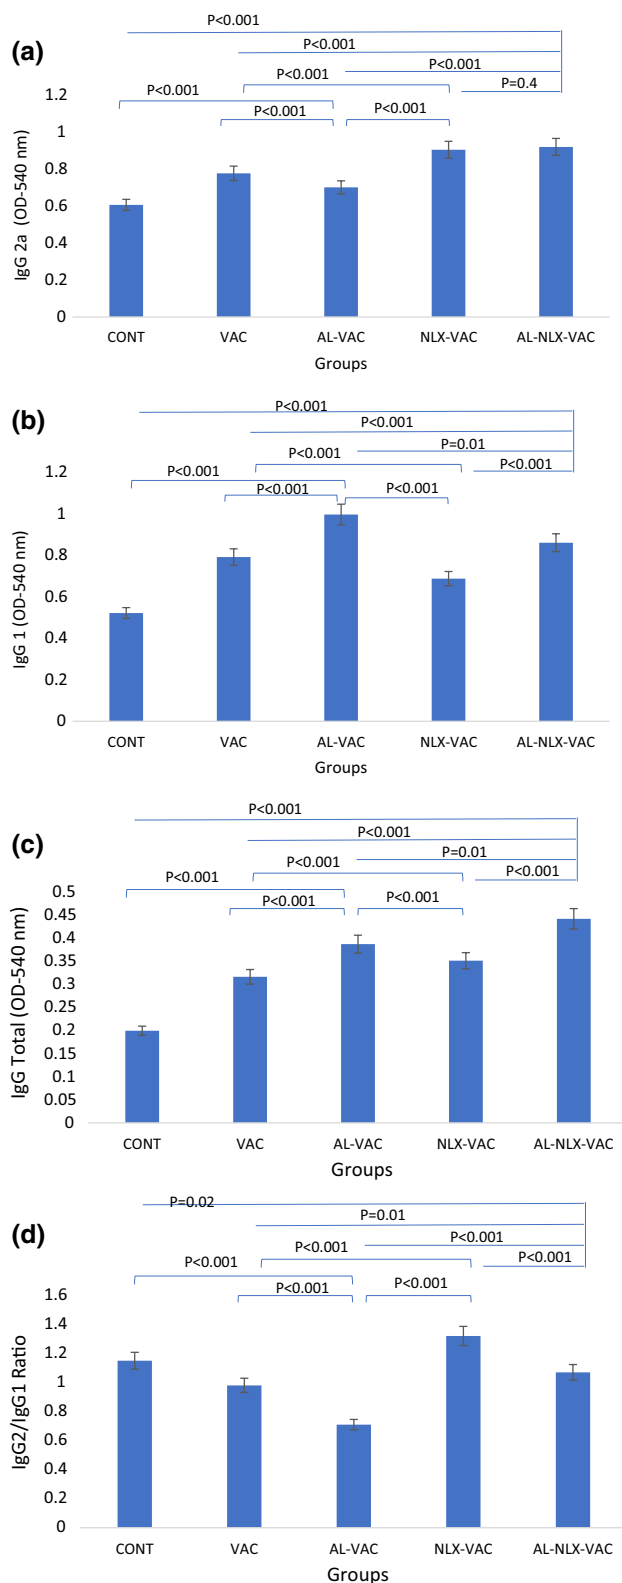 P<0.001
(a)
P<0.001
P<0.001
P<0.001
P=0.4
P<0.001
P<0.001
P<0.001
1.2
1
0.8
0.6
0.4
0.2
0
IgG 2a (OD-540 nm)
CONT VAC AL-VAC NLX-VAC AL-NLX-VAC
Groups
P<0.001
(b)
P<0.001
P=0.01
P<0.001
P<0.001
P<0.001
P<0.001
P<0.001
1.2
1
0.8
0.6
0.4
0.2
0
IgG 1 (OD-540 nm)
CONT VAC AL-VAC NLX-VAC AL-NLX-VAC
Groups
P<0.001
(c)
P<0.001
P=0.01
P<0.001
P<0.001
P<0.001
P<0.001
P<0.001
0.5
0.45
0.4
0.35
0.3
0.25
0.2
0.15
0.1
0.05
0
IgG Total (OD-540 nm)
CONT VAC AL-VAC NLX-VAC AL-NLX-VAC
Groups
P=0.02
(d)
P=0.01
P<0.001
P<0.001
P<0.001
P<0.001
P<0.001
P<0.001
1.6
1.4
1.2
1
0.8
0.6
0.4
0.2
0
IgG2/IgG1 Ratio
CONT VAC AL-VAC NLX-VAC AL-NLX-VAC
Groups